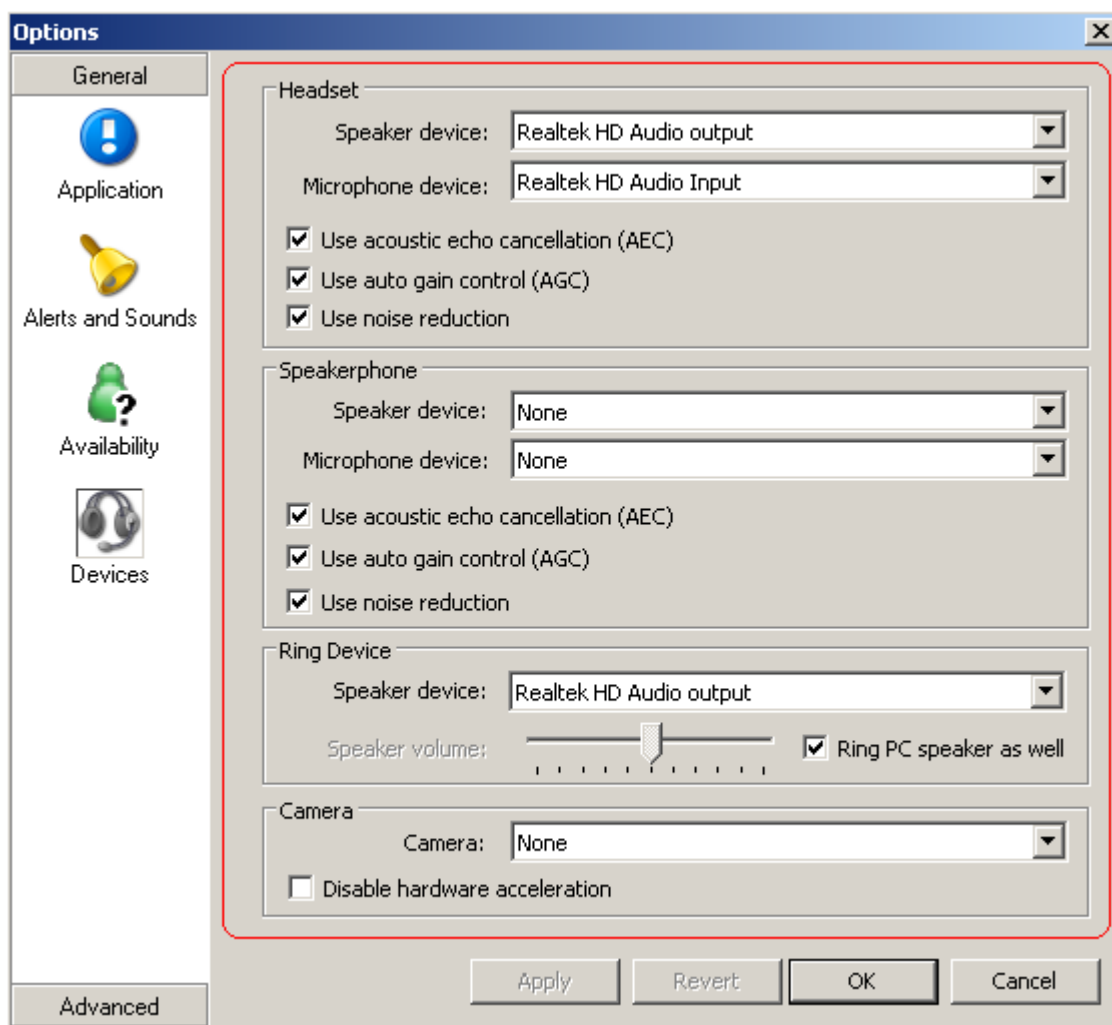 Options
General
Application
Alerts and Sounds
Availability
Devices
Advanced
Headset
Speaker device: Realtek HD Audio output
Microphone device: Realtek HD Audio Input
Use acoustic echo cancellation (AEC)
Use auto gain control (AGC)
Use noise reduction
Speakerphone
Speaker device: None
Microphone device: None
Use acoustic echo cancellation (AEC)
Use auto gain control (AGC)
Use noise reduction
Ring Device
Speaker device: Realtek HD Audio output
Speaker volume: Ring PC speaker as well
Camera
Camera: None
Disable hardware acceleration
Apply Revert OK Cancel